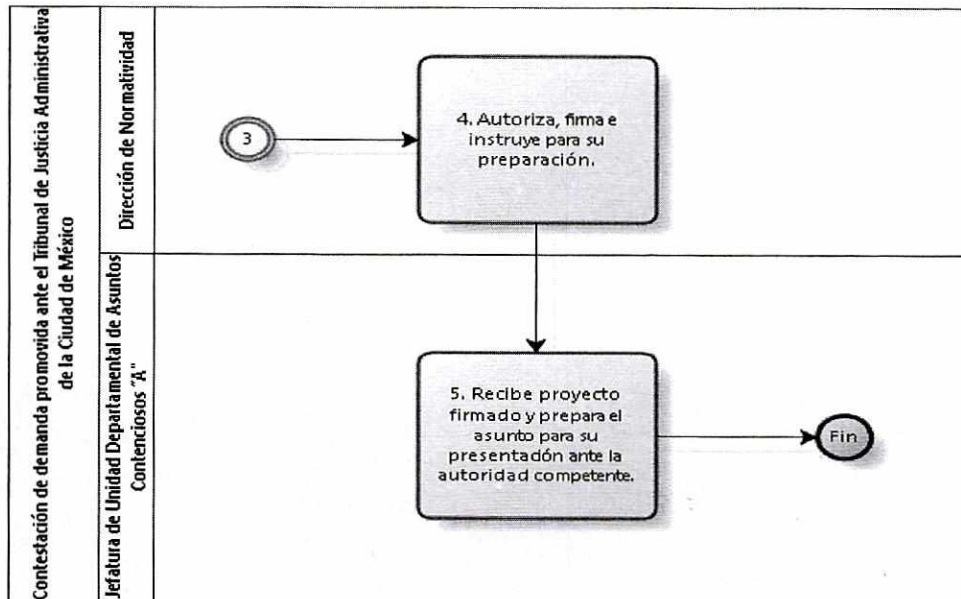 Contestación de demanda promovida ante el Tribunal de Justicia Administrativa
de la Ciudad de México
Dirección de Normatividad
3
4. Autoriza, firma e
instruye para su
preparación.
Jefatura de Unidad Departamental de Asuntos
Contenciosos "A"
5. Recibe proyecto
firmado y prepara el
asunto para su
presentación ante la
autoridad competente.
Fin